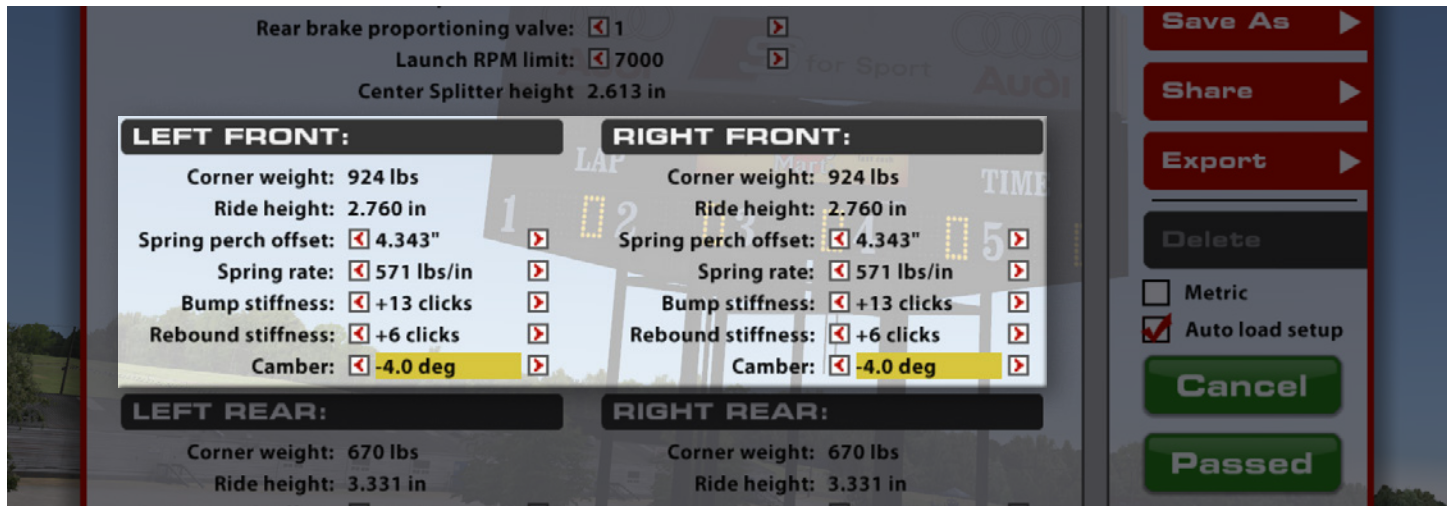 Rear brake proportioning valve: 1
Launch RPM limit: 7000
Center Splitter height 2.613 in
Audi S for Sport Audi
Save As
Share
Export
Delete
Metric
Auto load setup
Cancel
Passed
LEFT FRONT:
Corner weight: 924 lbs
Ride height: 2.760 in
Spring perch offset: 4.343"
Spring rate: 571 lbs/in
Bump stiffness: +13 clicks
Rebound stiffness: +6 clicks
Camber: -4.0 deg
RIGHT FRONT:
Corner weight: 924 lbs
Ride height: 2.760 in
Spring perch offset: 4.343"
Spring rate: 571 lbs/in
Bump stiffness: +13 clicks
Rebound stiffness: +6 clicks
Camber: -4.0 deg
LAP TIME
1 2 3 4 5
LEFT REAR:
Corner weight: 670 lbs
Ride height: 3.331 in
RIGHT REAR:
Corner weight: 670 lbs
Ride height: 3.331 in